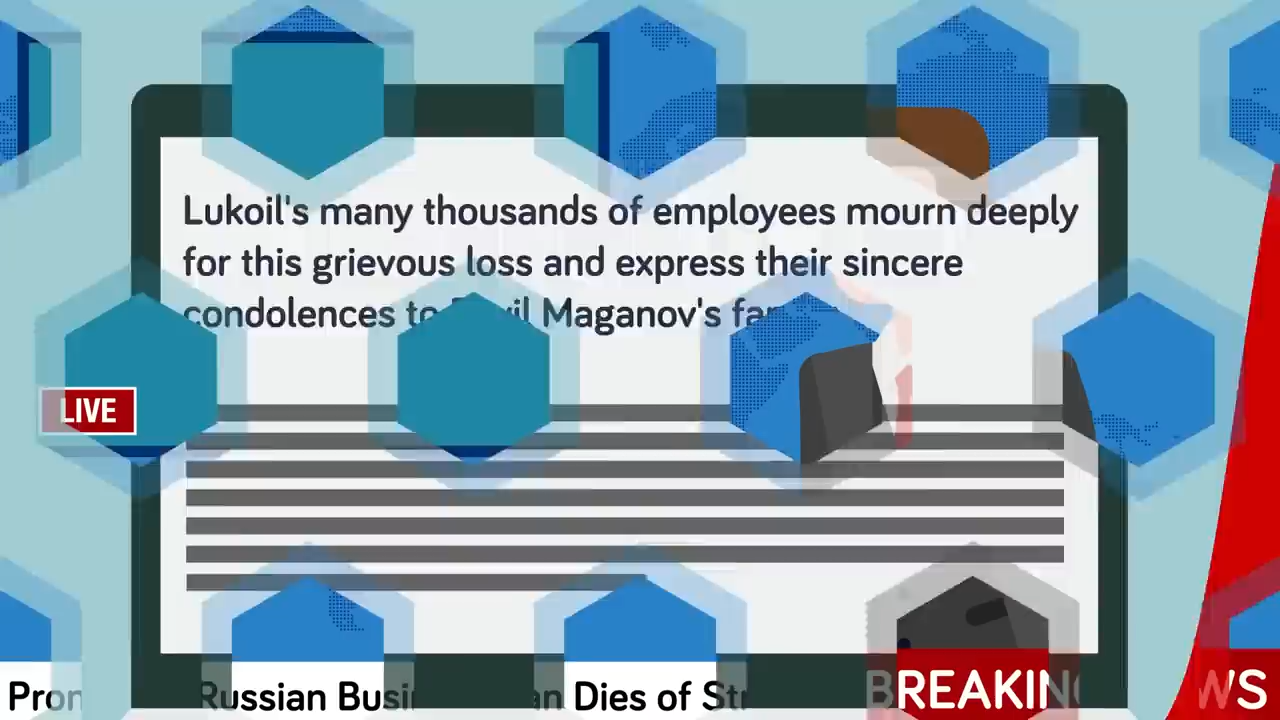 Lukoil's many thousands of employees mourn deeply
for this grievous loss and express their sincere
condolences to Maganov's
LIVE
Russian Dies of
BREAKING